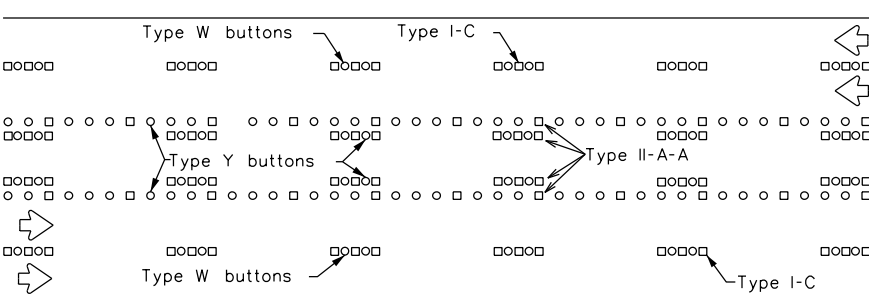 Type W buttons
Type I-C
Type Y buttons
Type II-A-A
Type W buttons
Type I-C